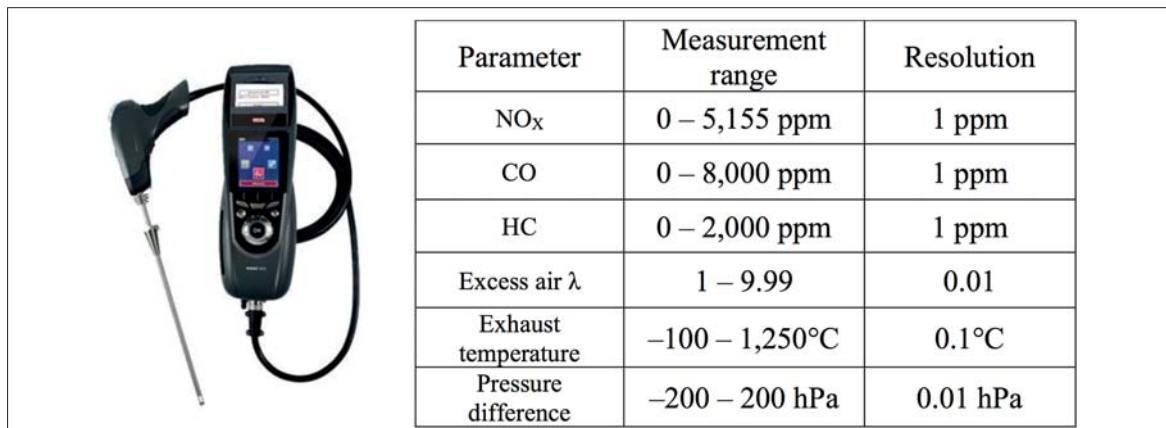 Parameter Measurement range Resolution
NOX 0 – 5,155 ppm 1 ppm
CO 0 – 8,000 ppm 1 ppm
HC 0 – 2,000 ppm 1 ppm
Excess air λ 1 – 9.99 0.01
Exhaust temperature –100 – 1,250°C 0.1°C
Pressure difference –200 – 200 hPa 0.01 hPa